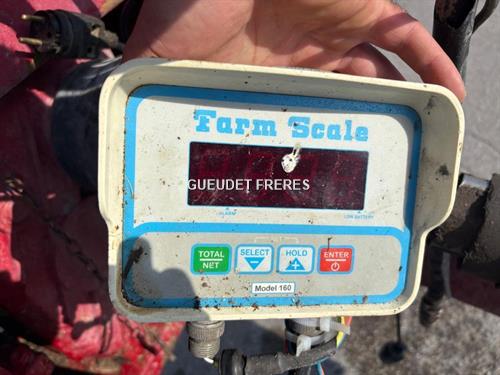 Farm Scale
GUEUDET FRERES
ALARM LOW BATTERY
TOTAL NET SELECT HOLD ENTER
Model 160